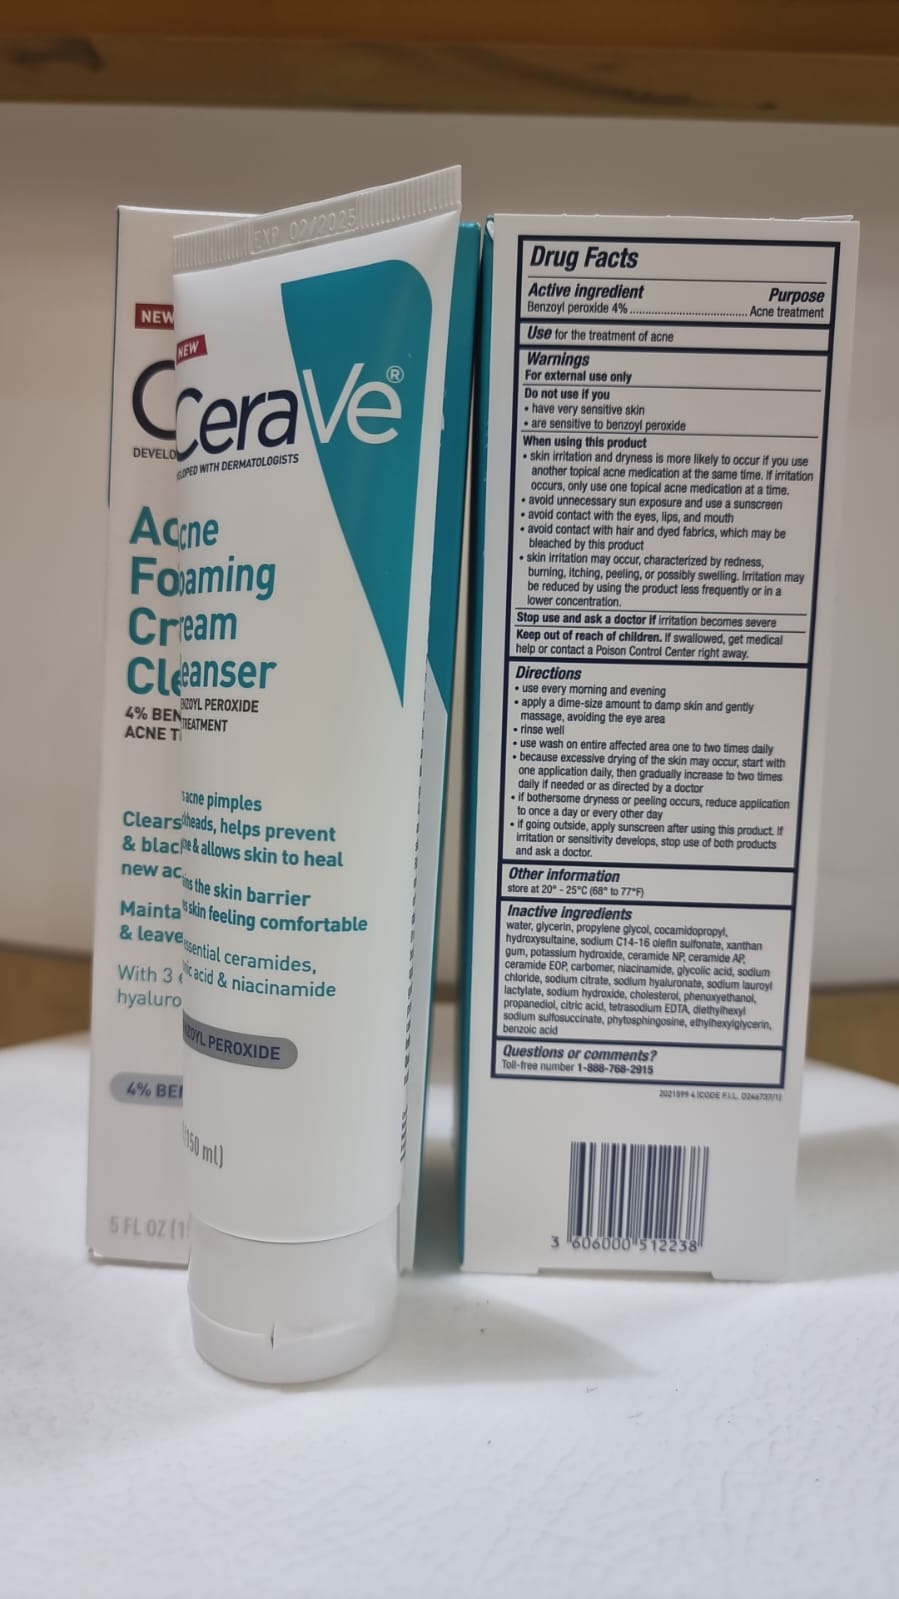 NEW
DEVELO
Ac
Fo
Cr
Cle
4% BEN
ACNE T
Clears
& blac
new ac
Mainta
& leave
With 3 e
hyaluro
4% BE
5 FL OZ (1
EXP 02/2025
NEW
CeraVe®
LOPED WITH DERMATOLOGISTS
cne
oaming
ream
eanser
NZOYL PEROXIDE
TREATMENT
s acne pimples
kheads, helps prevent
ne & allows skin to heal
ins the skin barrier
s skin feeling comfortable
ssential ceramides,
nic acid & niacinamide
NZOYL PEROXIDE
(150 ml)
Drug Facts
Active ingredient Purpose
Benzoyl peroxide 4% ................................ Acne treatment
Use for the treatment of acne
Warnings
For external use only
Do not use if you
• have very sensitive skin
• are sensitive to benzoyl peroxide
When using this product
• skin irritation and dryness is more likely to occur if you use
another topical acne medication at the same time. If irritation
occurs, only use one topical acne medication at a time.
• avoid unnecessary sun exposure and use a sunscreen
• avoid contact with the eyes, lips, and mouth
• avoid contact with hair and dyed fabrics, which may be
bleached by this product
• skin irritation may occur, characterized by redness,
burning, itching, peeling, or possibly swelling. Irritation may
be reduced by using the product less frequently or in a
lower concentration.
Stop use and ask a doctor if irritation becomes severe
Keep out of reach of children. If swallowed, get medical
help or contact a Poison Control Center right away.
Directions
• use every morning and evening
• apply a dime-size amount to damp skin and gently
massage, avoiding the eye area
• rinse well
• use wash on entire affected area one to two times daily
• because excessive drying of the skin may occur, start with
one application daily, then gradually increase to two times
daily if needed or as directed by a doctor
• if bothersome dryness or peeling occurs, reduce application
to once a day or every other day
• if going outside, apply sunscreen after using this product. If
irritation or sensitivity develops, stop use of both products
and ask a doctor.
Other information
store at 20° - 25°C (68° to 77°F)
Inactive ingredients
water, glycerin, propylene glycol, cocamidopropyl,
hydroxysultaine, sodium C14-16 olefin sulfonate, xanthan
gum, potassium hydroxide, ceramide NP, ceramide AP,
ceramide EOP, carbomer, niacinamide, glycolic acid, sodium
chloride, sodium citrate, sodium hyaluronate, sodium lauroyl
lactylate, sodium hydroxide, cholesterol, phenoxyethanol,
propanediol, citric acid, tetrasodium EDTA, diethylhexyl
sodium sulfosuccinate, phytosphingosine, ethylhexylglycerin,
benzoic acid
Questions or comments?
Toll-free number 1-888-768-2915
2021599 4 (CODE F.I.L. D246737/1)
3 606000 512238